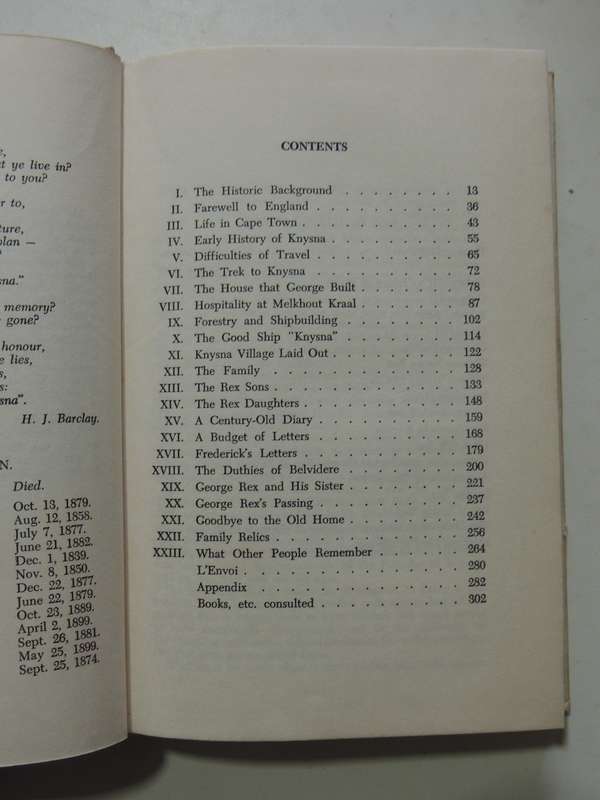 t ye live in?
to you?
r to,
ture,
plan —
sna."
memory?
gone?
honour,
e lies,
s:
sna".
H. J. Barclay.
N.
Died.
Oct. 13, 1879.
Aug. 12, 1858.
July 7, 1877.
June 21, 1882.
Dec. 1, 1839.
Nov. 8, 1850.
Dec. 22, 1877.
June 22, 1879.
Oct. 23, 1889.
April 2, 1899.
Sept. 26, 1881.
May 25, 1899.
Sept. 25, 1874.
CONTENTS
I. The Historic Background . . . . . . . . 13
II. Farewell to England . . . . . . . . . 36
III. Life in Cape Town . . . . . . . . . . 43
IV. Early History of Knysna . . . . . . . . 55
V. Difficulties of Travel . . . . . . . . . 65
VI. The Trek to Knysna . . . . . . . . . 72
VII. The House that George Built . . . . . . 78
VIII. Hospitality at Melkhout Kraal . . . . . . 87
IX. Forestry and Shipbuilding . . . . . . . 102
X. The Good Ship "Knysna" . . . . . . . 114
XI. Knysna Village Laid Out . . . . . . . . 122
XII. The Family . . . . . . . . . . . 128
XIII. The Rex Sons . . . . . . . . . . . 133
XIV. The Rex Daughters . . . . . . . . . 148
XV. A Century-Old Diary . . . . . . . . . 159
XVI. A Budget of Letters . . . . . . . . . 168
XVII. Frederick's Letters . . . . . . . . . . 179
XVIII. The Duthies of Belvidere . . . . . . . 200
XIX. George Rex and His Sister . . . . . . . 221
XX. George Rex's Passing . . . . . . . . . 237
XXI. Goodbye to the Old Home . . . . . . . 242
XXII. Family Relics . . . . . . . . . . . 256
XXIII. What Other People Remember . . . . . . 264
L'Envoi . . . . . . . . . . . . . 280
Appendix . . . . . . . . . . . . 282
Books, etc. consulted . . . . . . . . . 302